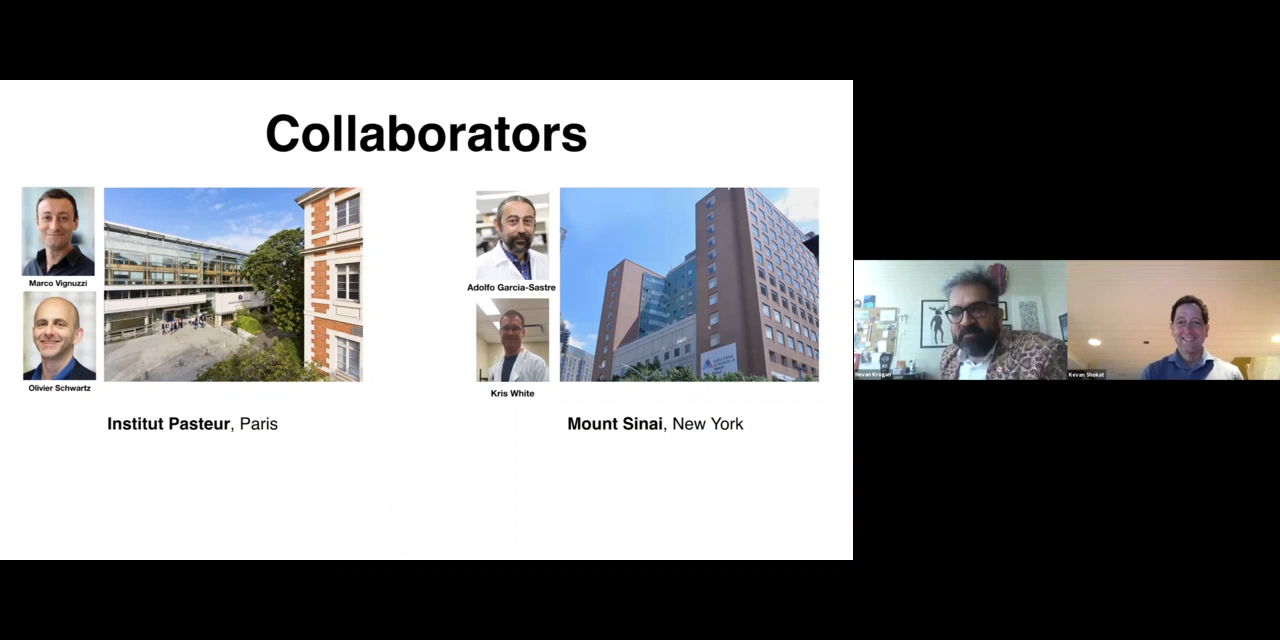 Collaborators
Marco Vignuzzi
Olivier Schwartz
Adolfo Garcia-Sastre
Kris White
Institut Pasteur, Paris
Mount Sinai, New York
Nevan Krogan
Kevan Shokat